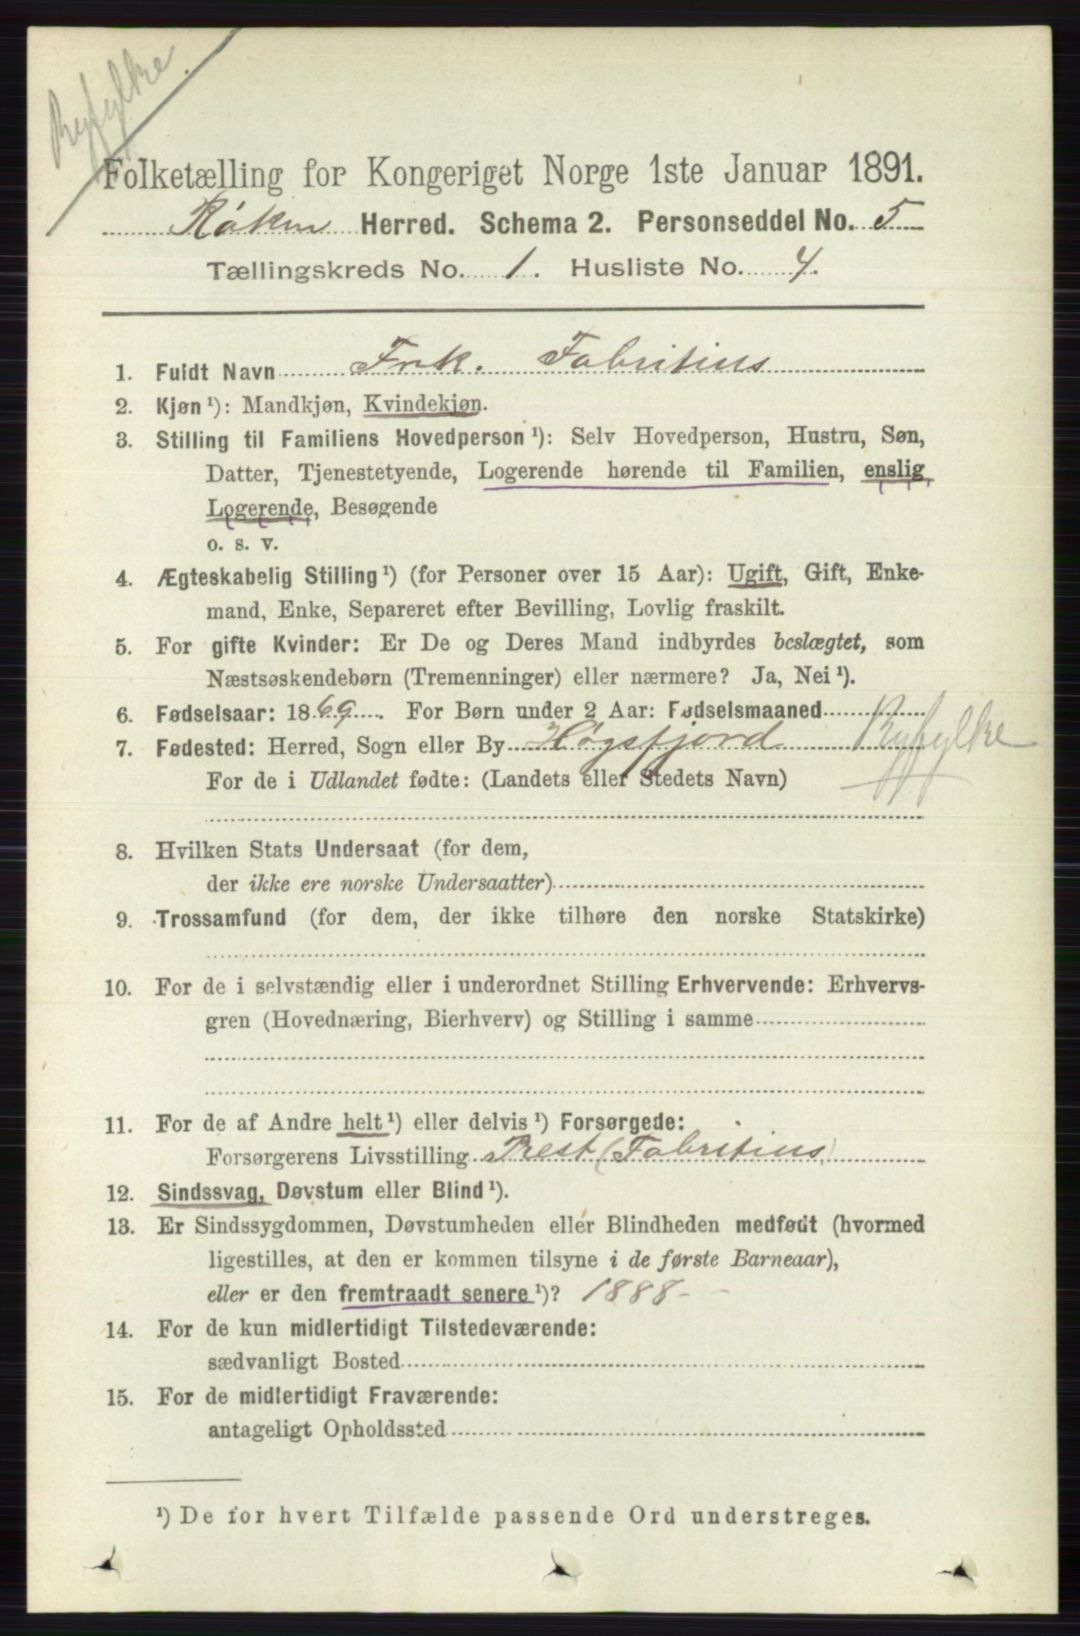 Ryfylke.
Folketælling for Kongeriget Norge 1ste Januar 1891.
Røken Herred. Schema 2. Personseddel No. 5
Tællingskreds No. 1. Husliste No. 4.
1. Fuldt Navn Frk. Fabritius
2. Kjøn ¹): Mandkjøn, Kvindekjøn.
3. Stilling til Familiens Hovedperson ¹): Selv Hovedperson, Hustru, Søn,
Datter, Tjenestetyende, Logerende hørende til Familien, enslig
Logerende, Besøgende
o. s. v.
4. Ægteskabelig Stilling ¹) (for Personer over 15 Aar): Ugift, Gift, Enke-
mand, Enke, Separeret efter Bevilling, Lovlig fraskilt.
5. For gifte Kvinder: Er De og Deres Mand indbyrdes beslægtet, som
Næstsøskendebørn (Tremenninger) eller nærmere? Ja, Nei ¹).
6. Fødselsaar: 1869. For Børn under 2 Aar: Fødselsmaaned
7. Fødested: Herred, Sogn eller By Høgsfjord Ryfylke
For de i Udlandet fødte: (Landets eller Stedets Navn)
8. Hvilken Stats Undersaat (for dem,
der ikke ere norske Undersaatter)
9. Trossamfund (for dem, der ikke tilhøre den norske Statskirke)
10. For de i selvstændig eller i underordnet Stilling Erhvervende: Erhvervs-
gren (Hovednæring, Bierhverv) og Stilling i samme
11. For de af Andre helt ¹) eller delvis ¹) Forsørgede:
Forsørgerens Livsstilling Prest (Fabritius)
12. Sindssvag, Døvstum eller Blind ¹).
13. Er Sindssygdommen, Døvstumheden eller Blindheden medfødt (hvormed
ligestilles, at den er kommen tilsyne i de første Barneaar),
eller er den fremtraadt senere ¹)? 1888 - -
14. For de kun midlertidigt Tilstedeværende:
sædvanligt Bosted
15. For de midlertidigt Fraværende:
antageligt Opholdssted
¹) De for hvert Tilfælde passende Ord understreges.